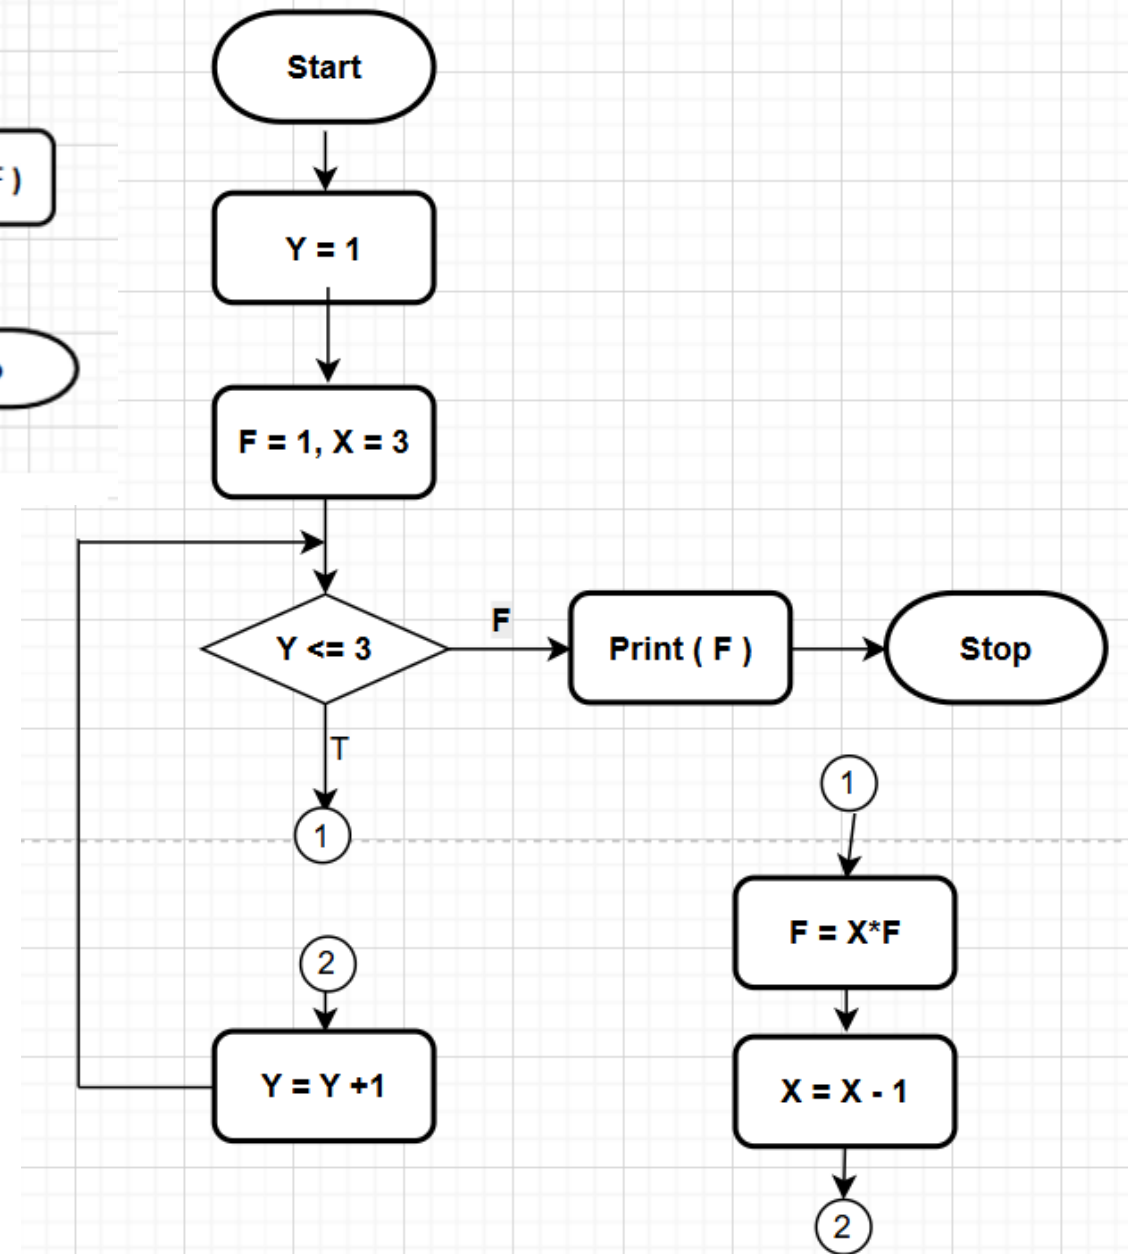 Start
)
Y = 1
F = 1, X = 3
Y <= 3
F
Print ( F )
Stop
T
1
1
F = X*F
2
Y = Y +1
X = X - 1
2